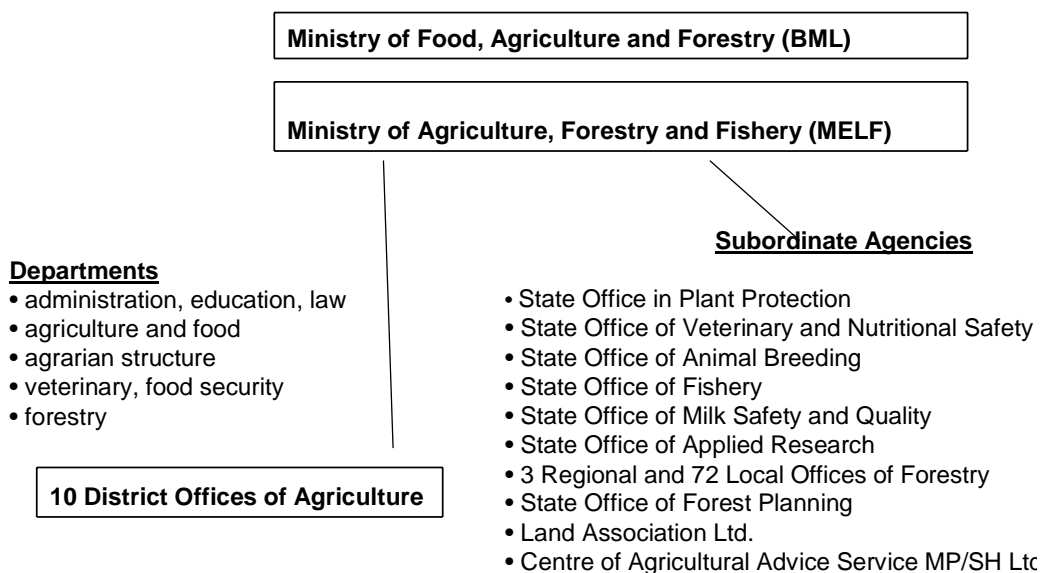 Ministry of Food, Agriculture and Forestry (BML)
Ministry of Agriculture, Forestry and Fishery (MELF)
Departments
• administration, education, law
• agriculture and food
• agrarian structure
• veterinary, food security
• forestry
10 District Offices of Agriculture
Subordinate Agencies
• State Office in Plant Protection
• State Office of Veterinary and Nutritional Safety
• State Office of Animal Breeding
• State Office of Fishery
• State Office of Milk Safety and Quality
• State Office of Applied Research
• 3 Regional and 72 Local Offices of Forestry
• State Office of Forest Planning
• Land Association Ltd.
• Centre of Agricultural Advice Service MP/SH Ltd